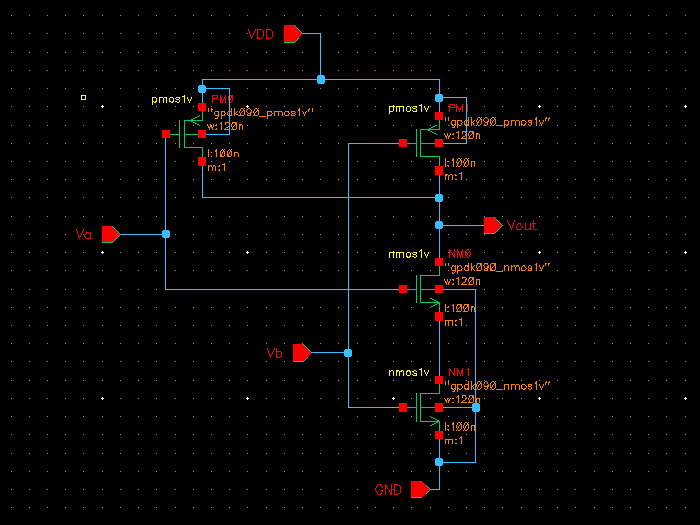 VDD
pmos1v PM0
"gpdk090_pmos1v"
w:120n
l:100n
m:1
pmos1v PM1
"gpdk090_pmos1v"
w:120n
l:100n
m:1
Va
Vout
nmos1v NM0
"gpdk090_nmos1v"
w:120n
l:100n
m:1
Vb
nmos1v NM1
"gpdk090_nmos1v"
w:120n
l:100n
m:1
GND